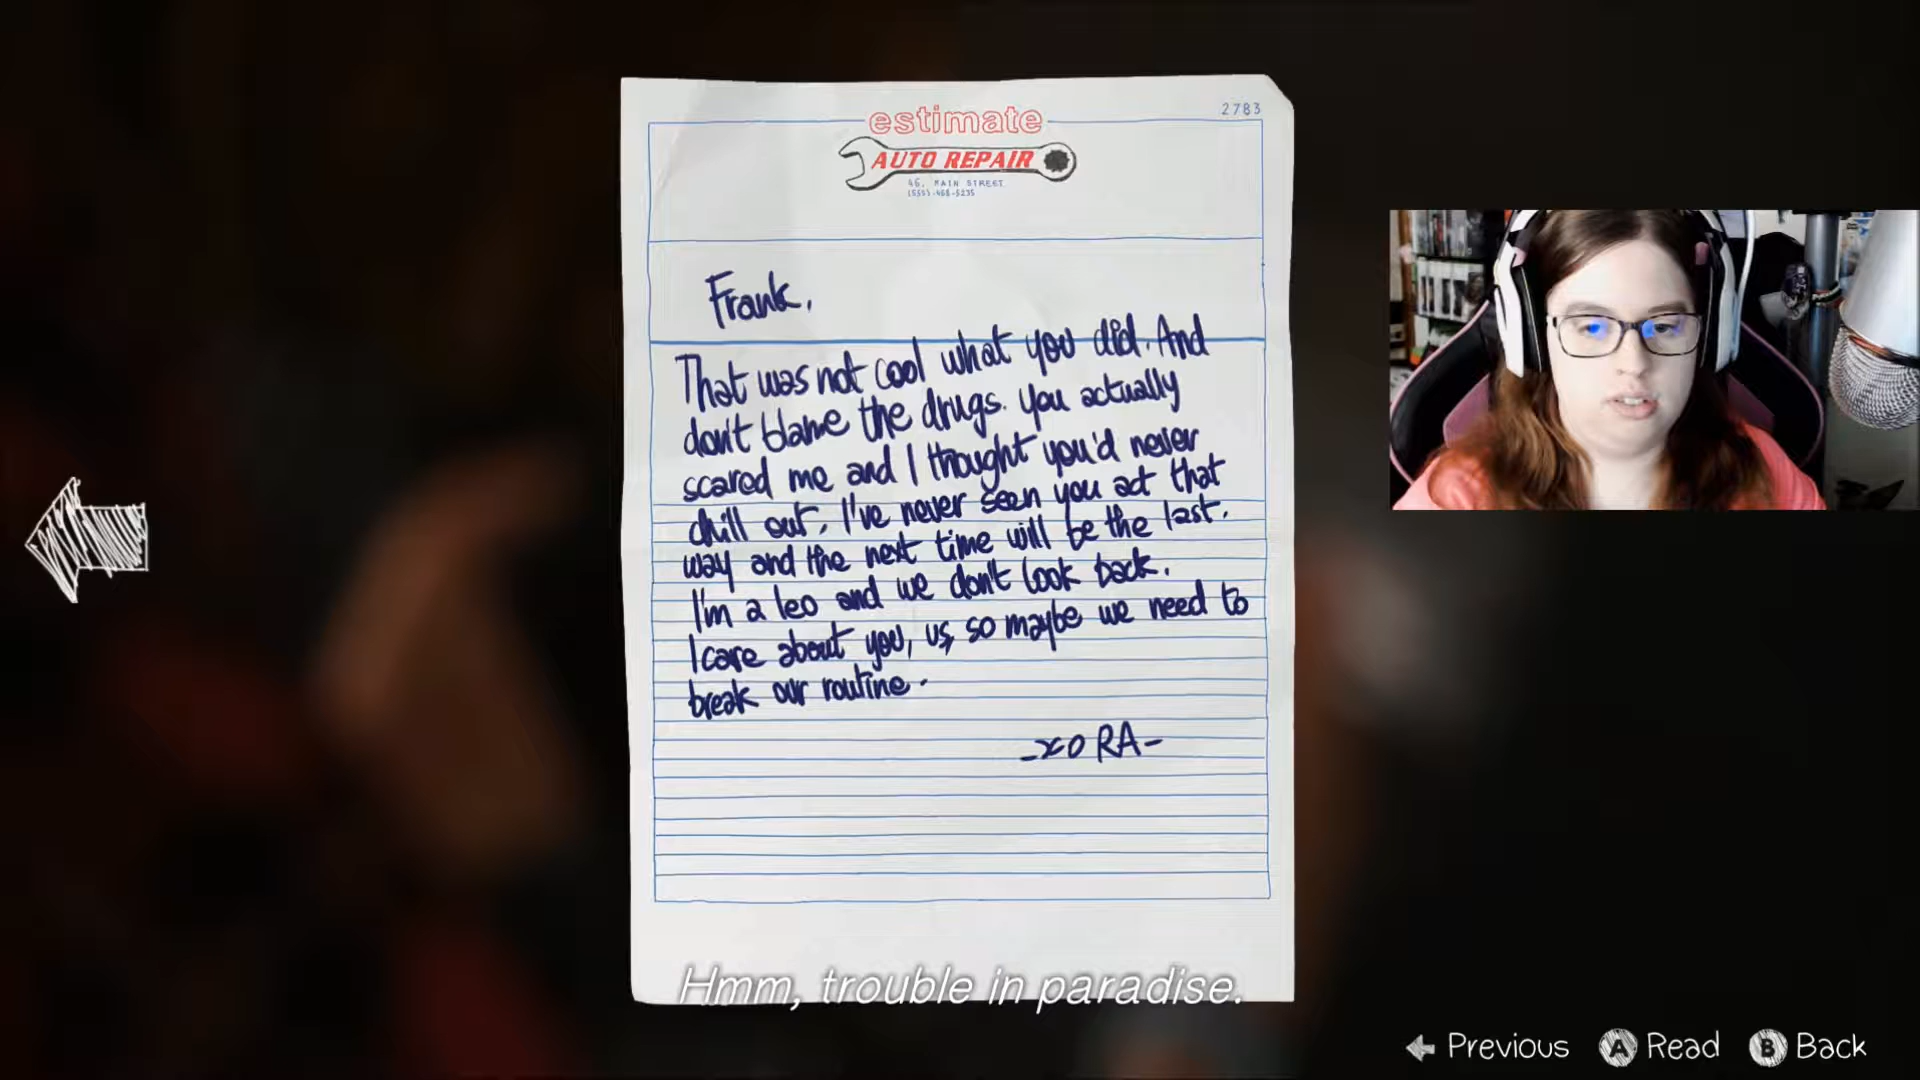 2783
estimate
AUTO REPAIR
46, MAIN STREET
Frank,
That was not cool what you did. And
don't blame the drugs. You actually
scared me and I thought you'd never
chill out. I've never seen you act that
way and the next time will be the last.
I'm a leo and we don't look back.
I care about you, us, so maybe we need to
break our routine.
-xo RA-
Hmm, trouble in paradise.
Previous A Read B Back